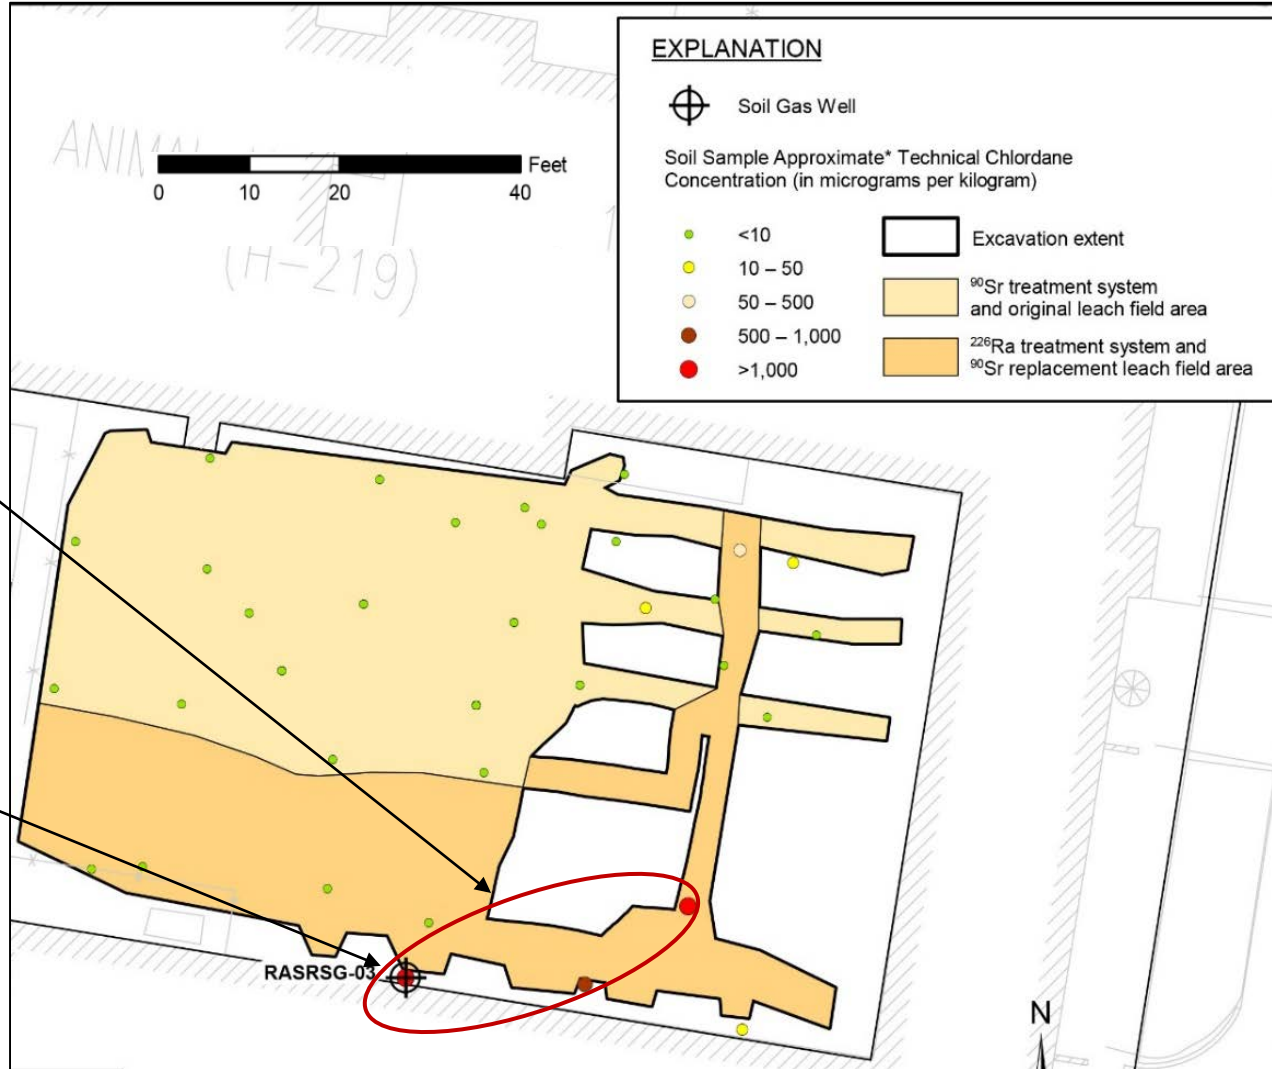 EXPLANATION
Soil Gas Well
Soil Sample Approximate* Technical Chlordane
Concentration (in micrograms per kilogram)
<10
10 – 50
50 – 500
500 – 1,000
>1,000
Excavation extent
⁹⁰Sr treatment system
and original leach field area
²²⁶Ra treatment system and
⁹⁰Sr replacement leach field area
Feet
0 10 20 40
(H-219)
RASRSG-03
N